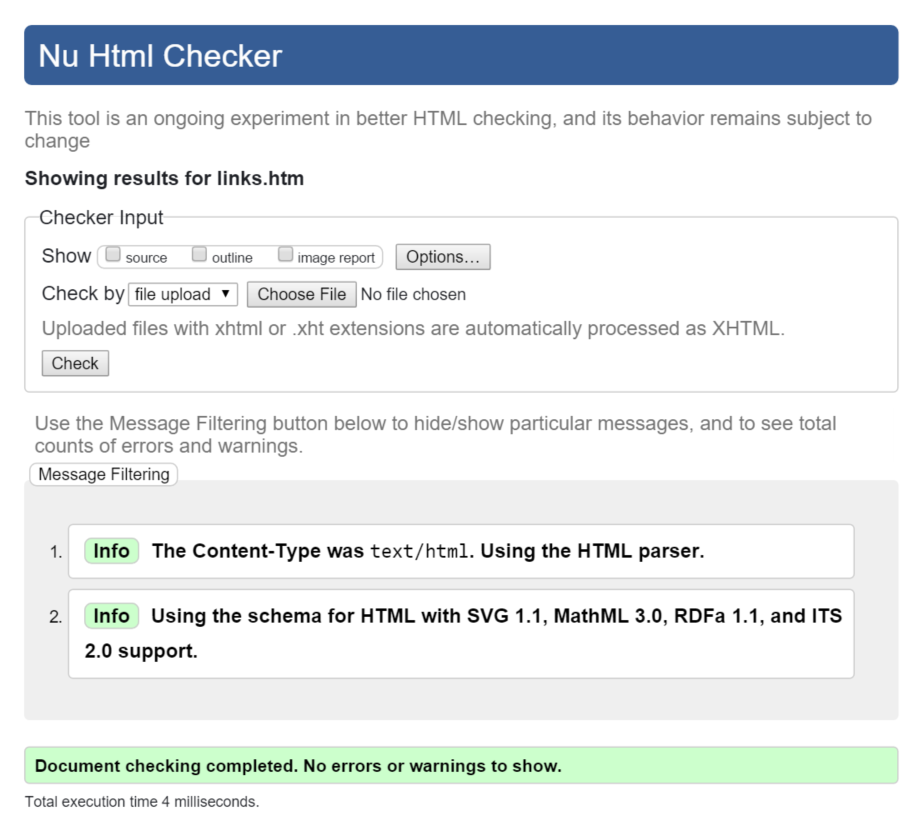 Nu Html Checker
This tool is an ongoing experiment in better HTML checking, and its behavior remains subject to
change
Showing results for links.htm
Checker Input
Show source outline image report Options...
Check by file upload ▼ Choose File No file chosen
Uploaded files with xhtml or .xht extensions are automatically processed as XHTML.
Check
Use the Message Filtering button below to hide/show particular messages, and to see total
counts of errors and warnings.
Message Filtering
1. Info The Content-Type was text/html. Using the HTML parser.
2. Info Using the schema for HTML with SVG 1.1, MathML 3.0, RDFa 1.1, and ITS
2.0 support.
Document checking completed. No errors or warnings to show.
Total execution time 4 milliseconds.